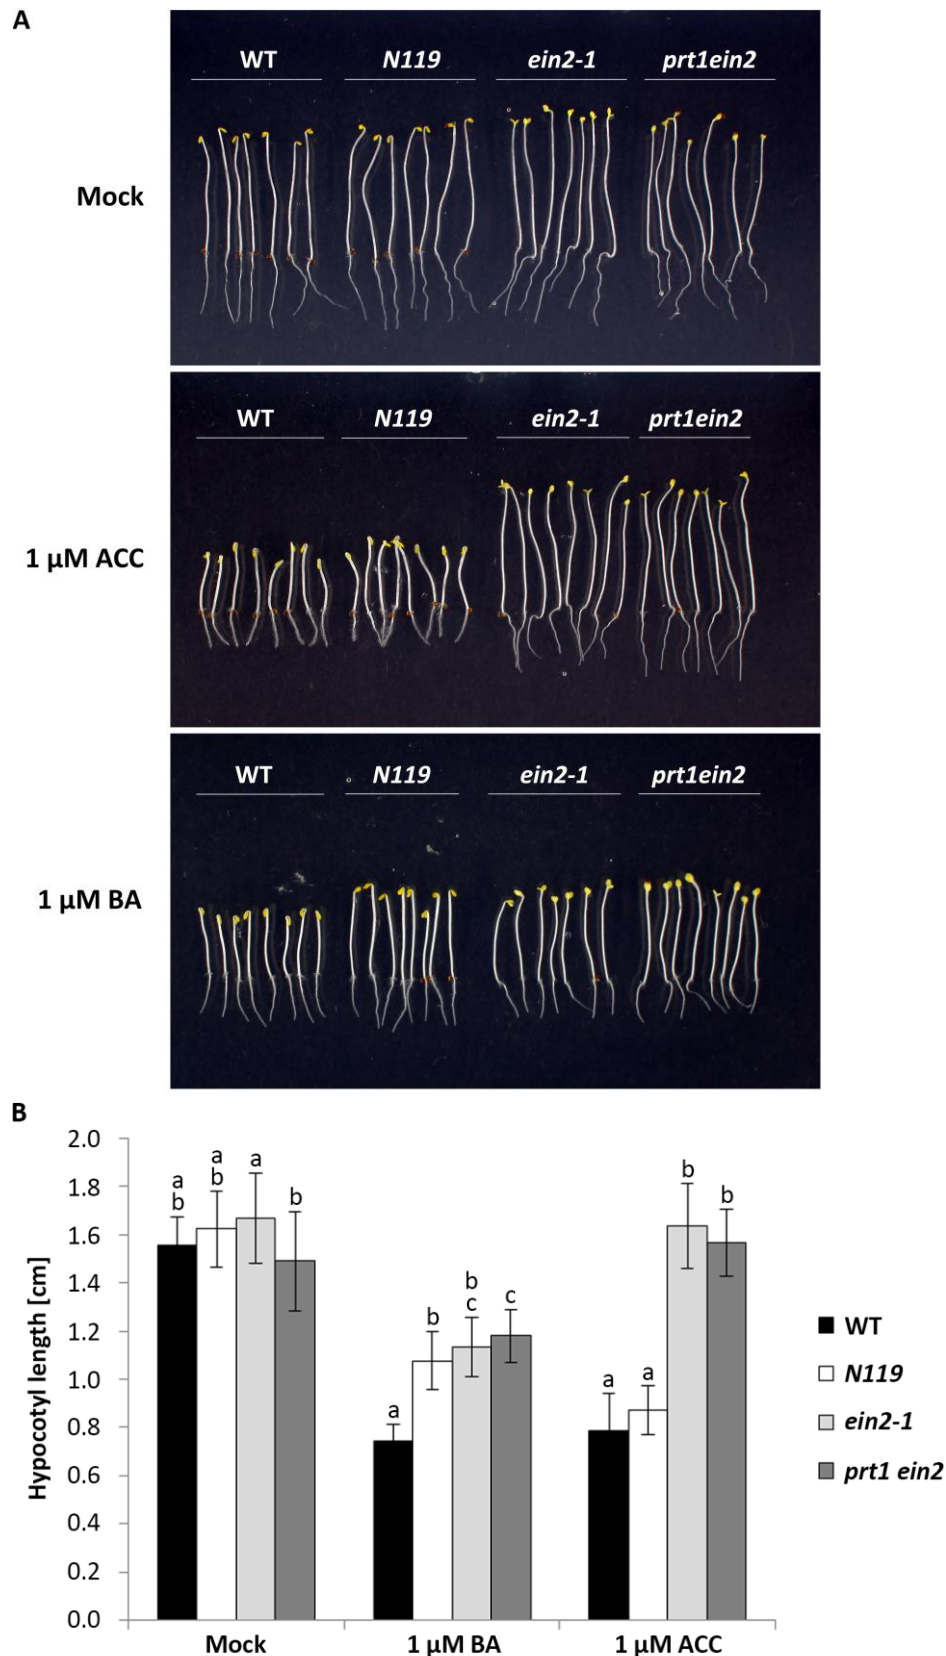 A
WT N119 ein2-1 prt1ein2
Mock
WT N119 ein2-1 prt1ein2
1 µM ACC
WT N119 ein2-1 prt1ein2
1 µM BA
B
Hypocotyl length [cm]
2.0
1.8
1.6
1.4
1.2
1.0
0.8
0.6
0.4
0.2
0.0
a
b
a
b
a
b
a
b
b
c
c
a
a
b
b
Mock 1 µM BA 1 µM ACC
WT
N119
ein2-1
prt1 ein2